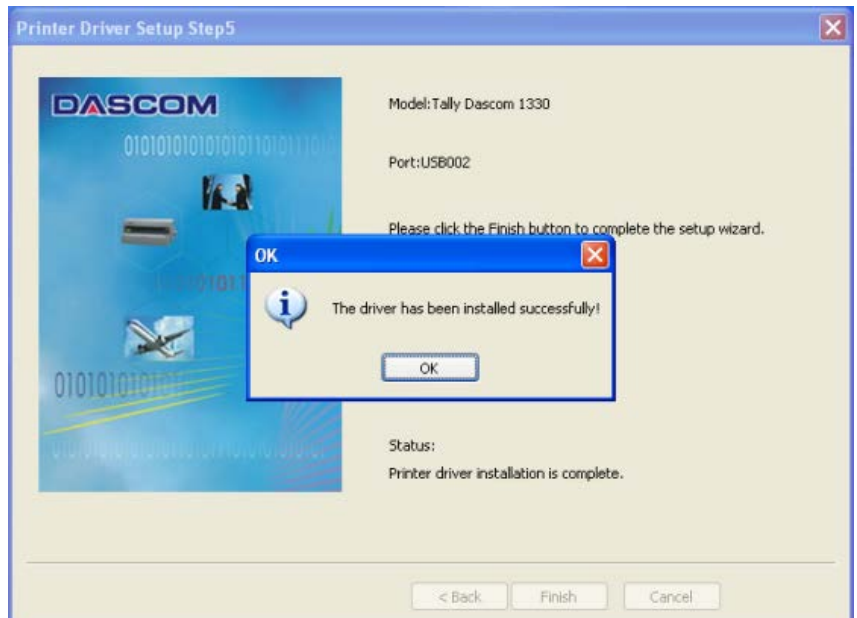 Printer Driver Setup Step5
DASCOM
Model:Tally Dascom 1330
Port:USB002
Please click the Finish button to complete the setup wizard.
OK
The driver has been installed successfully!
OK
Status:
Printer driver installation is complete.
< Back
Finish
Cancel